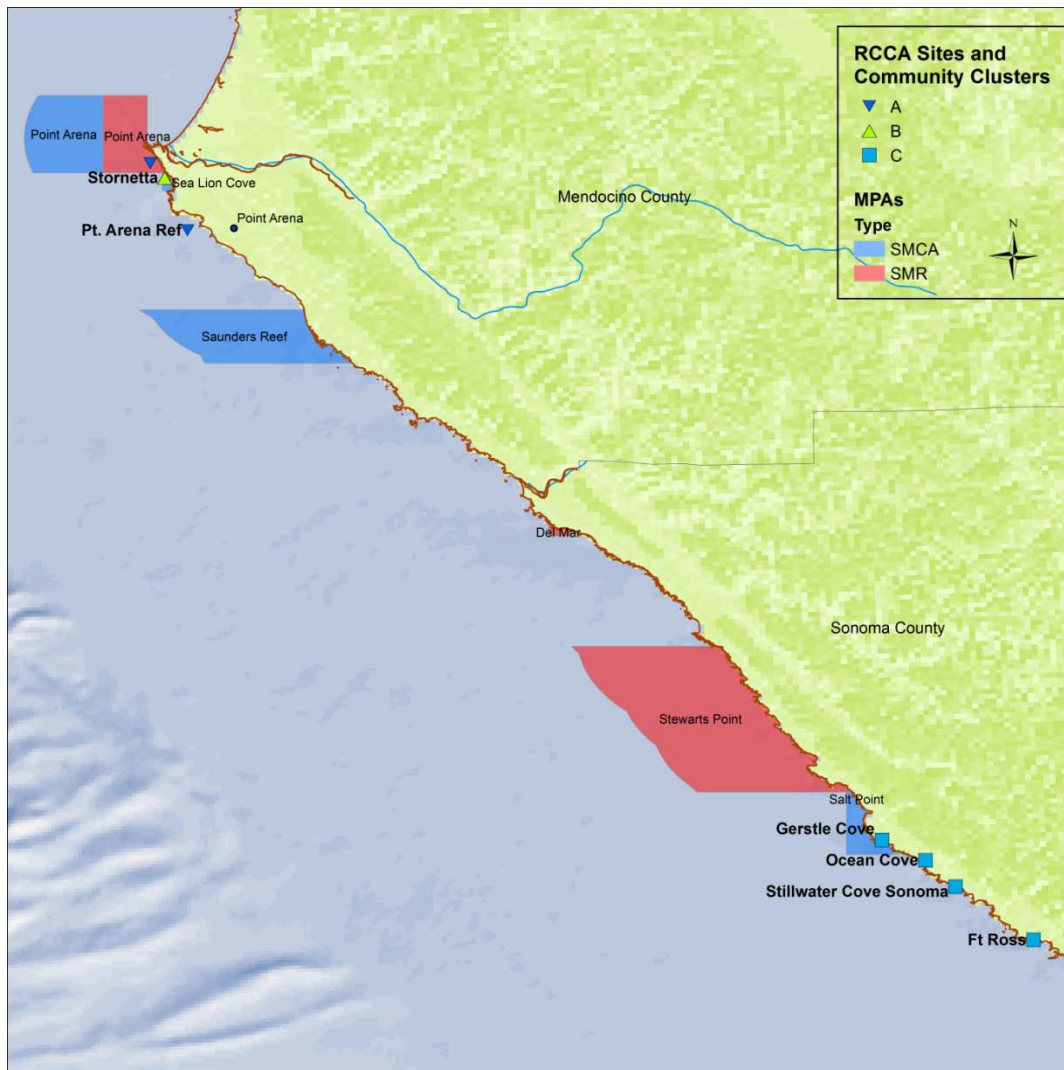 RCCA Sites and
Community Clusters
A
B
C
MPAs
Type
SMCA
SMR
N
Point Arena
Point Arena
Stornetta
Sea Lion Cove
Pt. Arena Ref
Point Arena
Mendocino County
Saunders Reef
Del Mar
Sonoma County
Stewarts Point
Salt Point
Gerstle Cove
Ocean Cove
Stillwater Cove Sonoma
Ft Ross